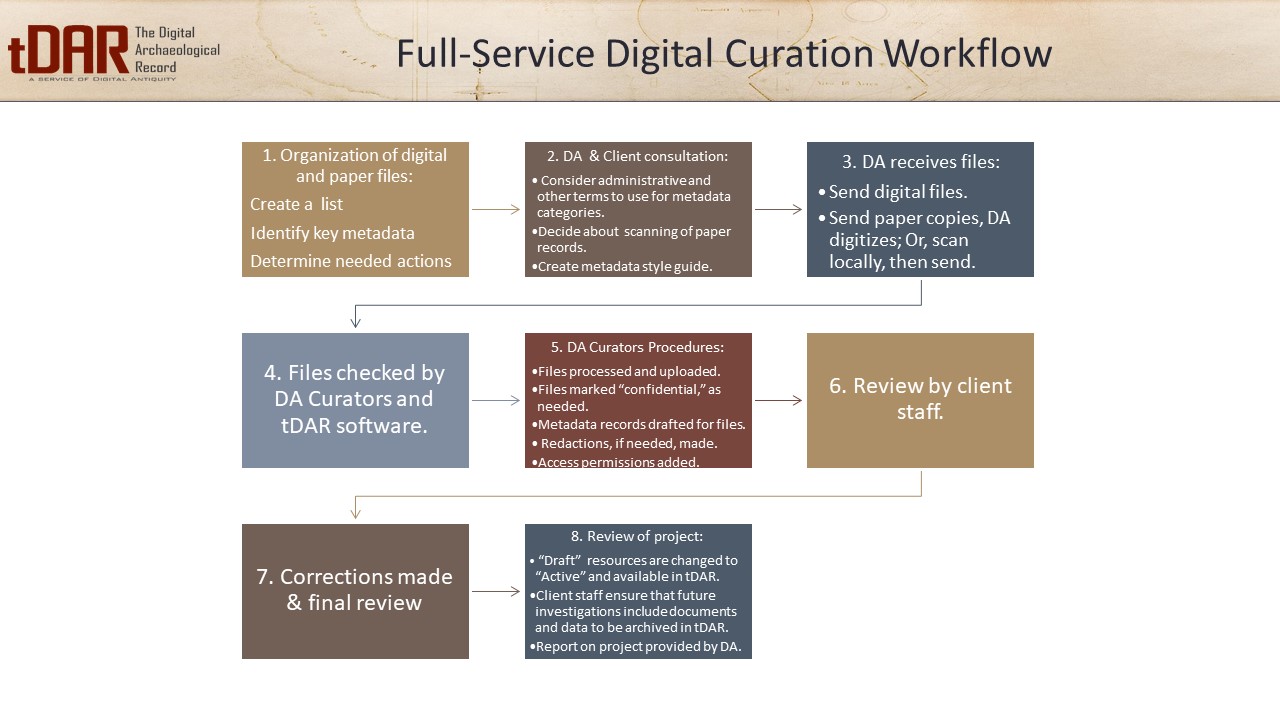 tDAR
The Digital
Archaeological
Record
A SERVICE OF DIGITAL ANTIQUITY
Full-Service Digital Curation Workflow
1. Organization of digital
and paper files:
Create a list
Identify key metadata
Determine needed actions
2. DA & Client consultation:
• Consider administrative and
other terms to use for metadata
categories.
•Decide about scanning of paper
records.
•Create metadata style guide.
3. DA receives files:
•Send digital files.
•Send paper copies, DA
digitizes; Or, scan
locally, then send.
4. Files checked by
DA Curators and
tDAR software.
5. DA Curators Procedures:
•Files processed and uploaded.
•Files marked “confidential,” as
needed.
•Metadata records drafted for files.
• Redactions, if needed, made.
•Access permissions added.
6. Review by client
staff.
7. Corrections made
& final review
8. Review of project:
• “Draft” resources are changed to
“Active” and available in tDAR.
•Client staff ensure that future
investigations include documents
and data to be archived in tDAR.
•Report on project provided by DA.